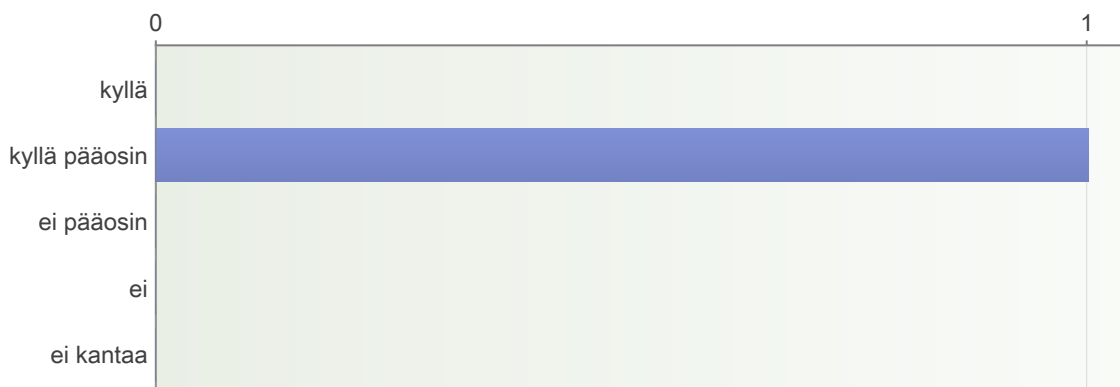 0 1
kyllä
kyllä pääosin
ei pääosin
ei
ei kantaa